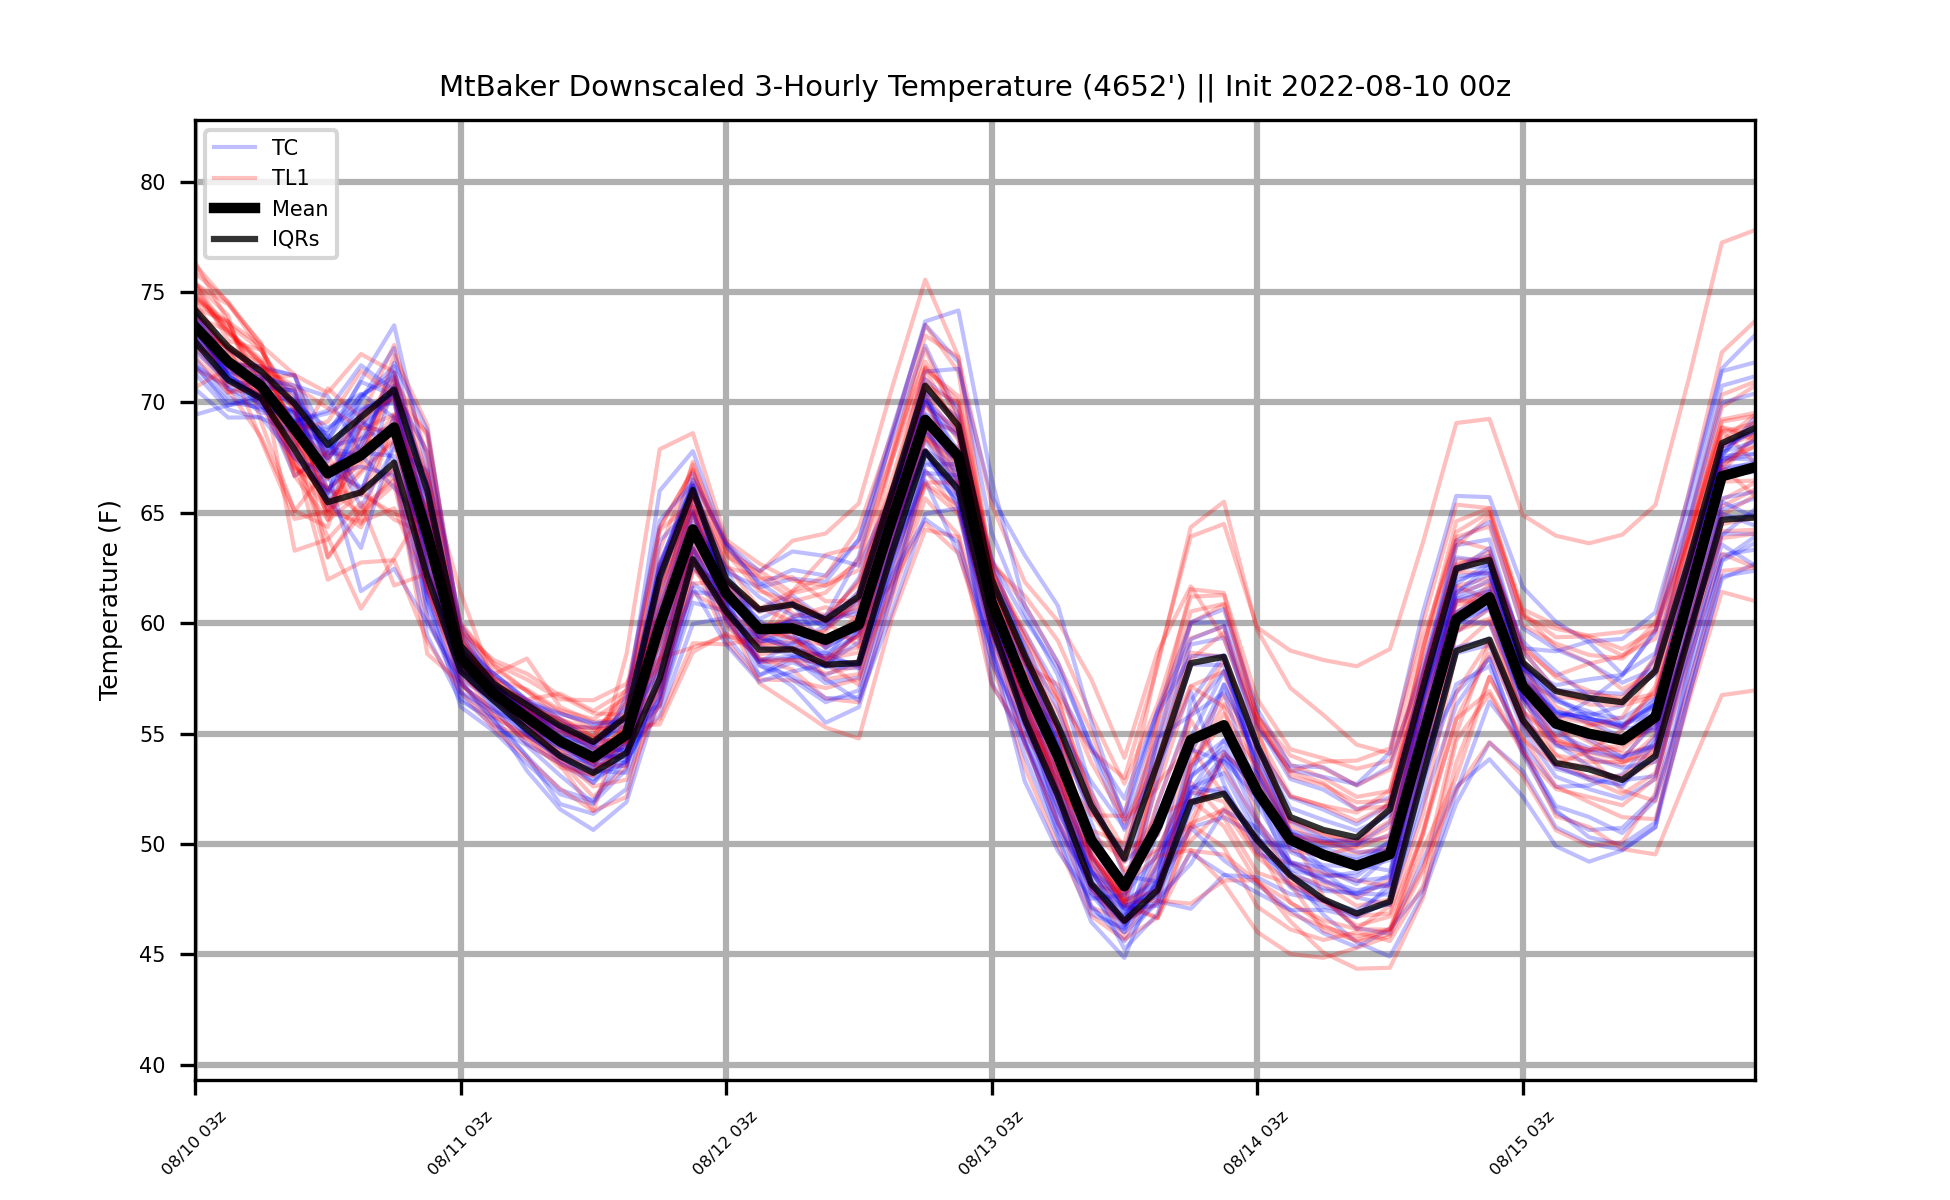 MtBaker Downscaled 3-Hourly Temperature (4652') || Init 2022-08-10 00z
TC
TL1
Mean
IQRs
Temperature (F)
80
75
70
65
60
55
50
45
40
08/10 03z
08/11 03z
08/12 03z
08/13 03z
08/14 03z
08/15 03z